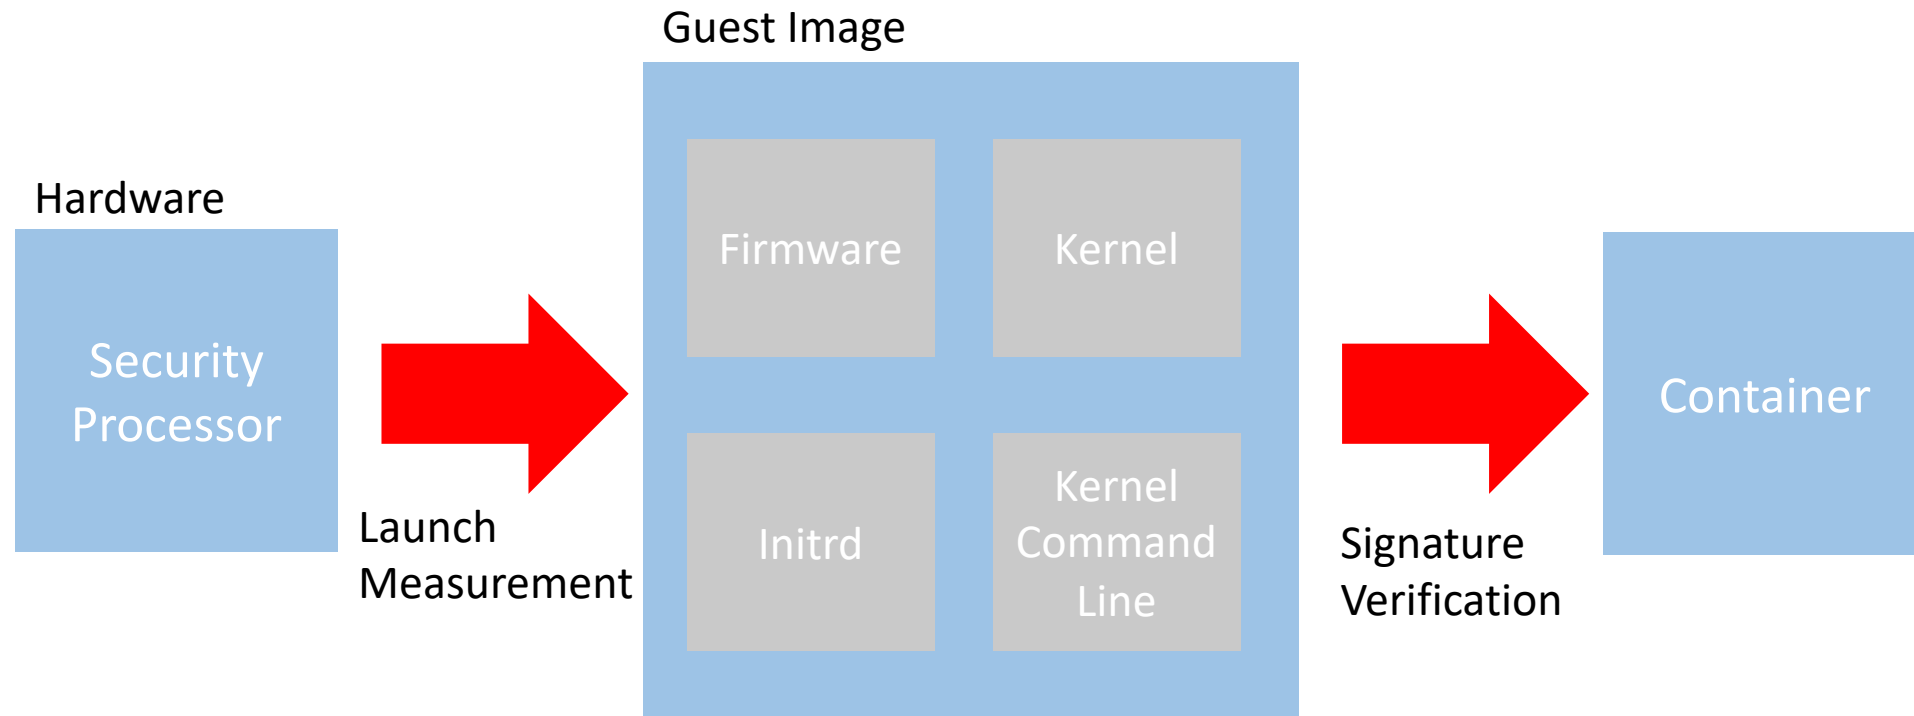 Guest Image
Hardware
Security
Processor
Launch
Measurement
Firmware
Kernel
Initrd
Kernel
Command
Line
Signature
Verification
Container